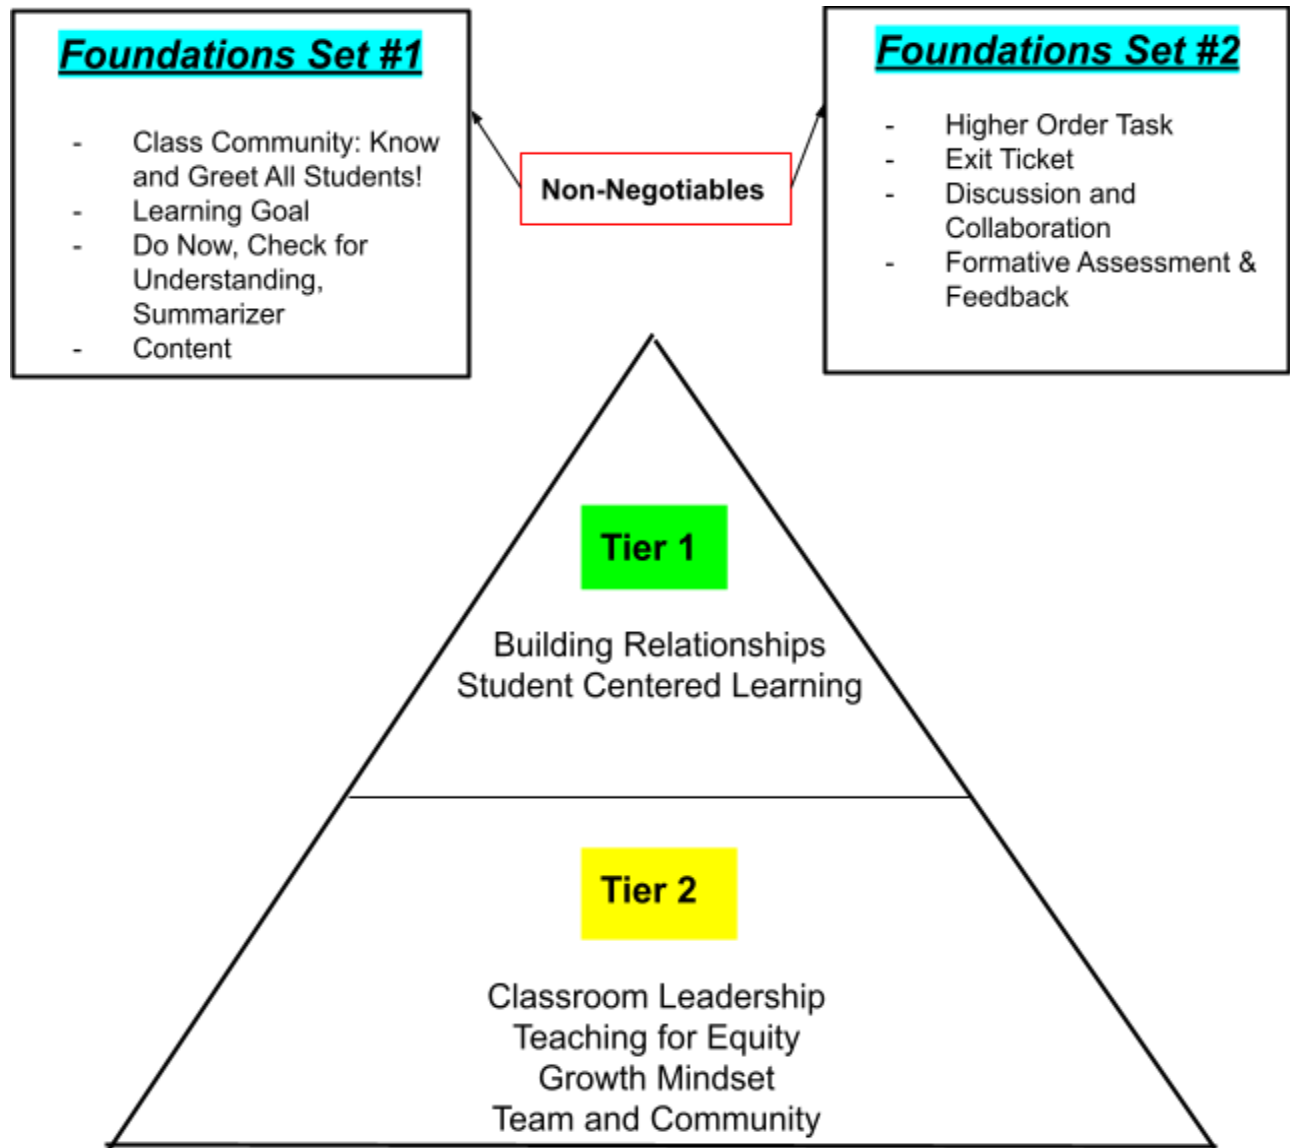 Foundations Set #1
- Class Community: Know
and Greet All Students!
- Learning Goal
- Do Now, Check for
Understanding,
Summarizer
- Content
Non-Negotiables
Foundations Set #2
- Higher Order Task
- Exit Ticket
- Discussion and
Collaboration
- Formative Assessment &
Feedback
Tier 1
Building Relationships
Student Centered Learning
Tier 2
Classroom Leadership
Teaching for Equity
Growth Mindset
Team and Community